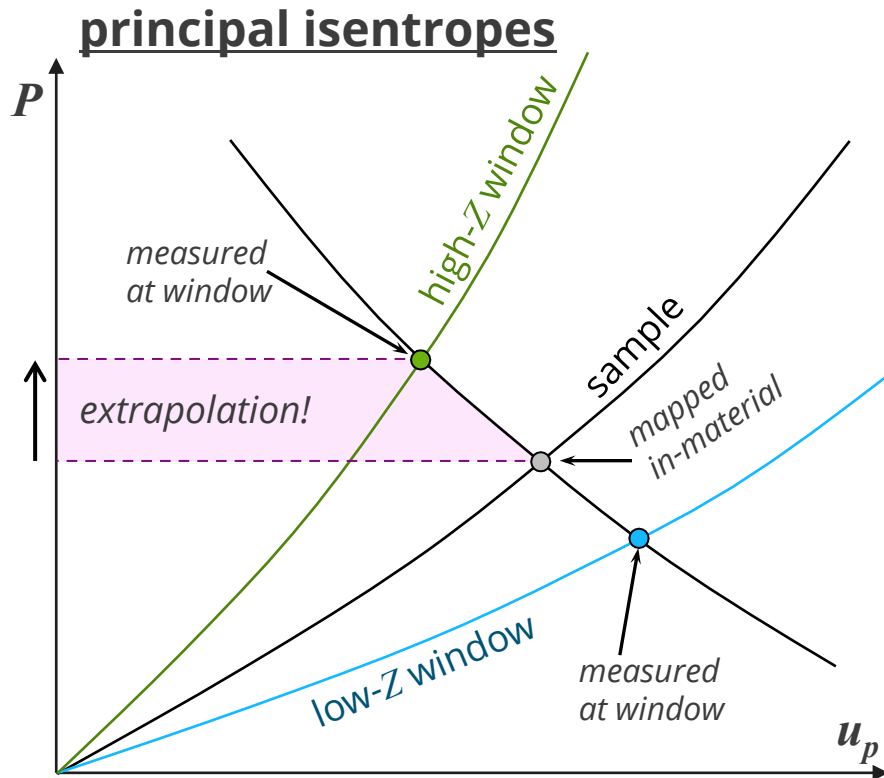 principal isentropes
P
high-Z window
measured
at window
sample
extrapolation!
mapped
in-material
low-Z window
measured
at window
u_p